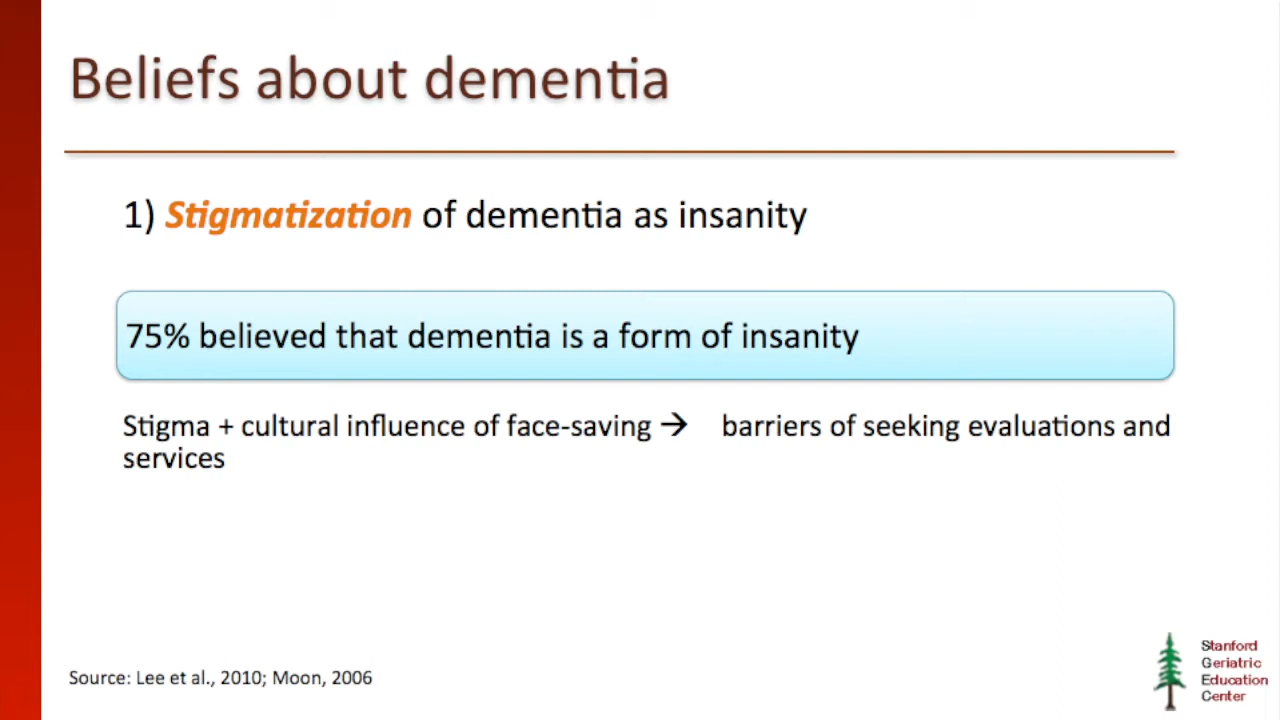 Beliefs about dementia
1) Stigmatization of dementia as insanity
75% believed that dementia is a form of insanity
Stigma + cultural influence of face-saving → barriers of seeking evaluations and
services
Source: Lee et al., 2010; Moon, 2006
Stanford
Geriatric
Education
Center